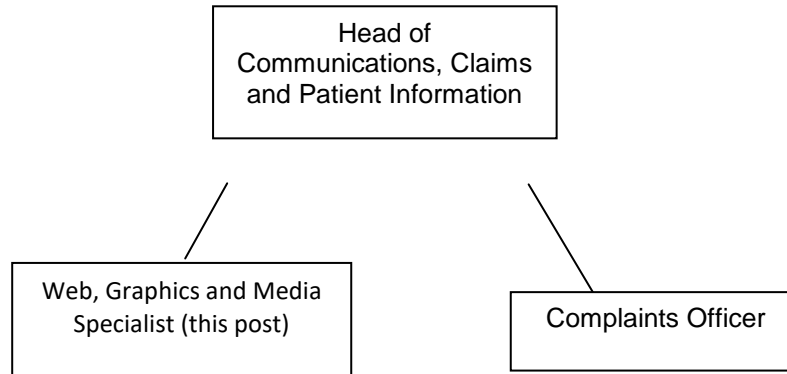 Head of
Communications, Claims
and Patient Information
Web, Graphics and Media
Specialist (this post)
Complaints Officer